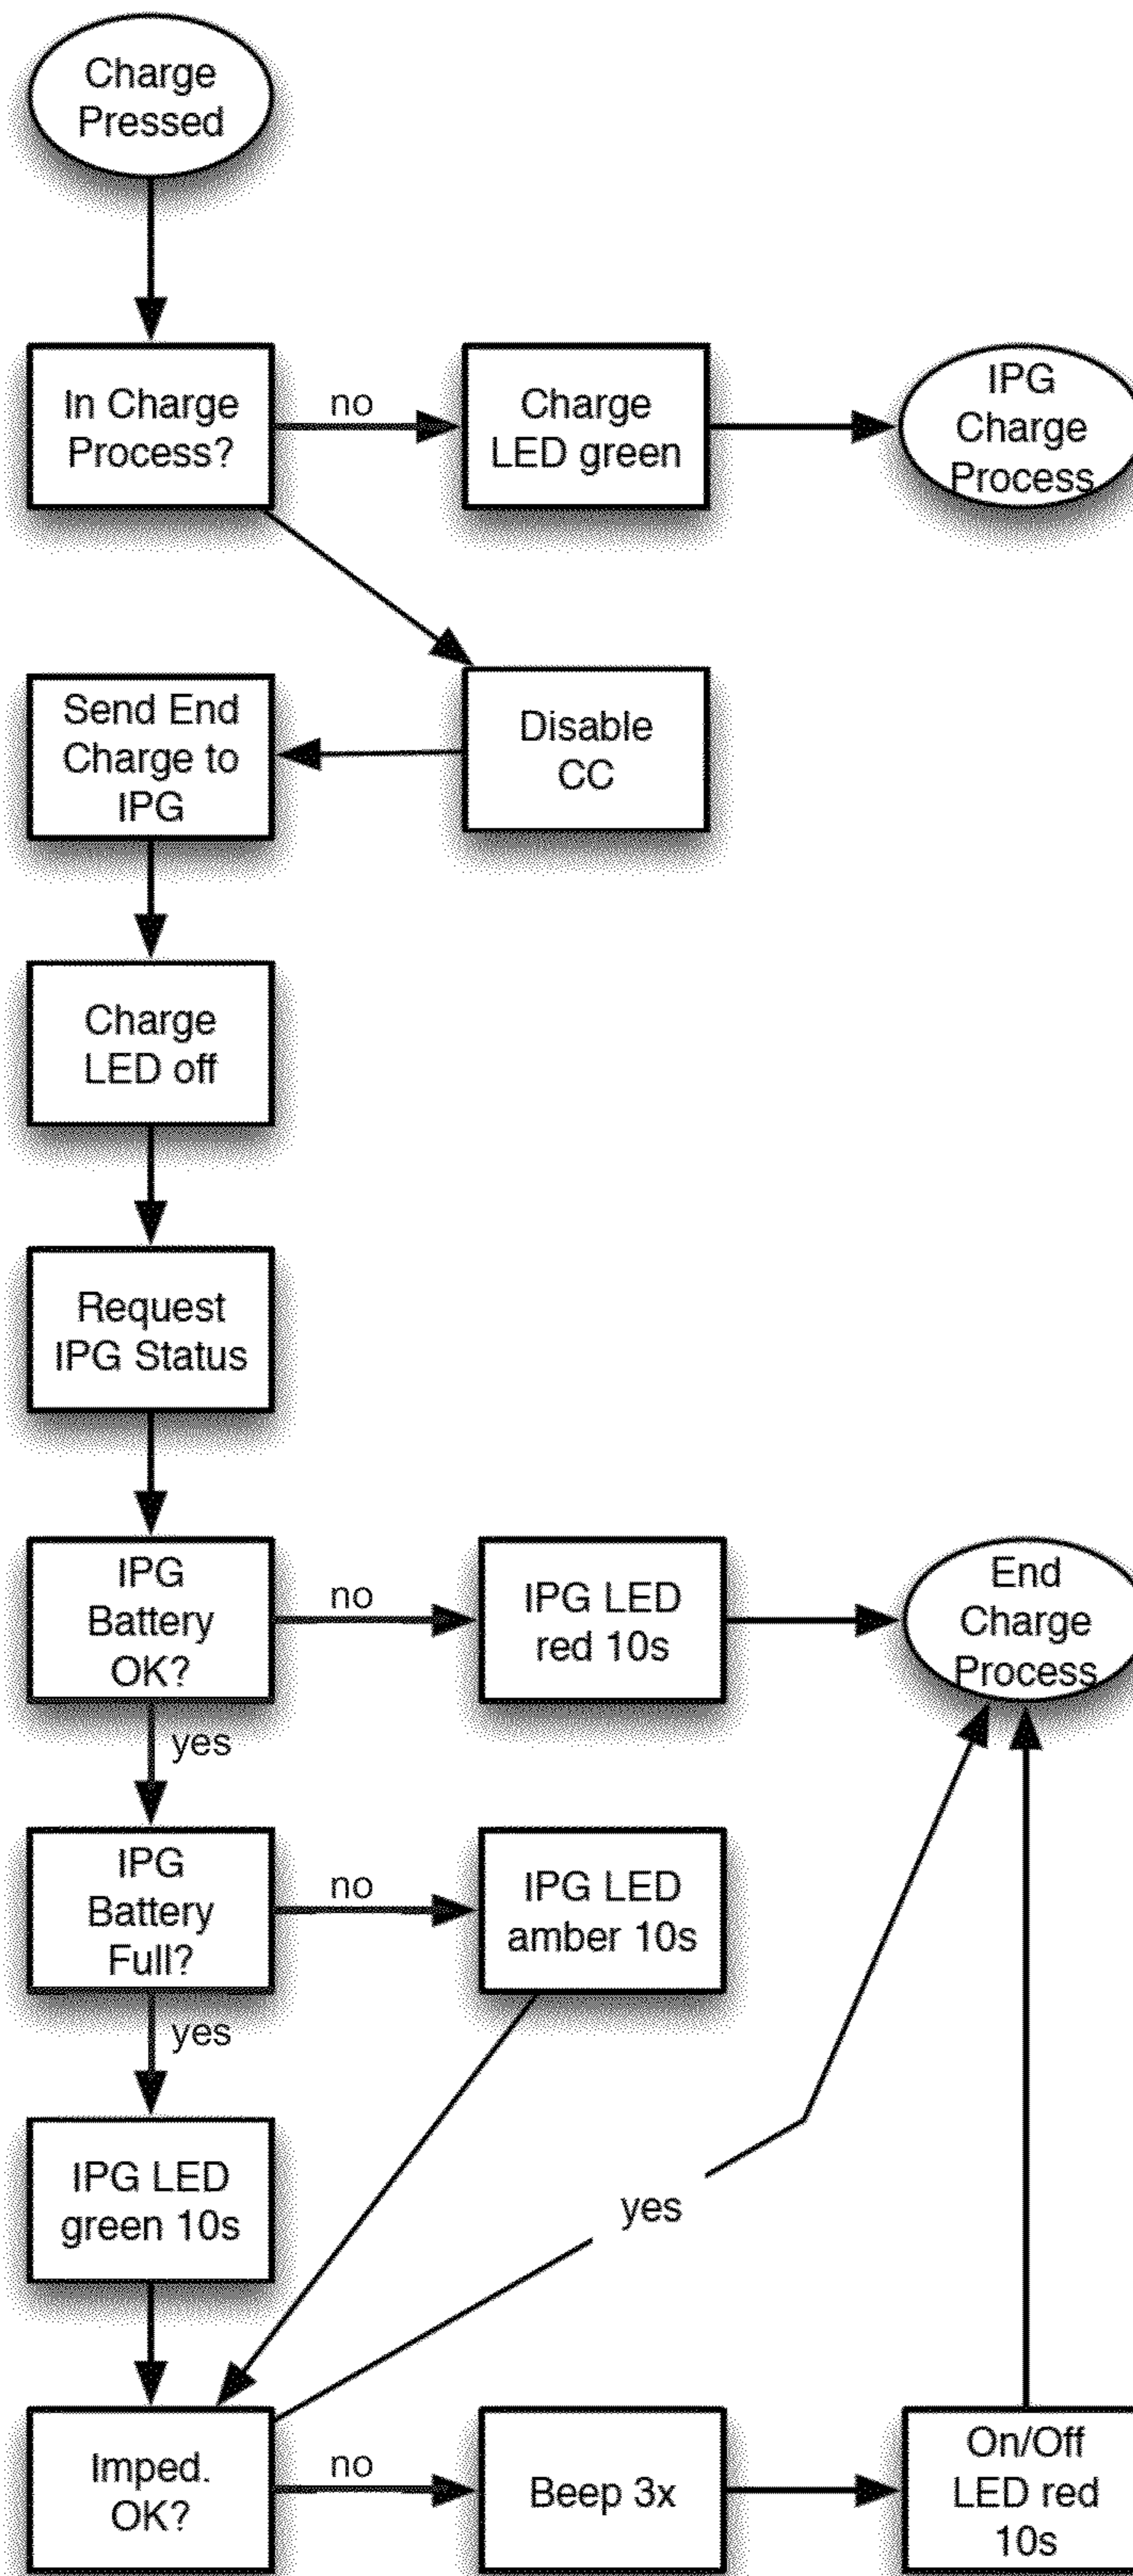 Charge
Pressed
In Charge
Process?
no
Charge
LED green
IPG
Charge
Process
Send End
Charge to
IPG
Disable
CC
Charge
LED off
Request
IPG Status
IPG
Battery
OK?
no
IPG LED
red 10s
End
Charge
Process
yes
IPG
Battery
Full?
no
IPG LED
amber 10s
yes
IPG LED
green 10s
yes
Imped.
OK?
no
Beep 3x
On/Off
LED red
10s